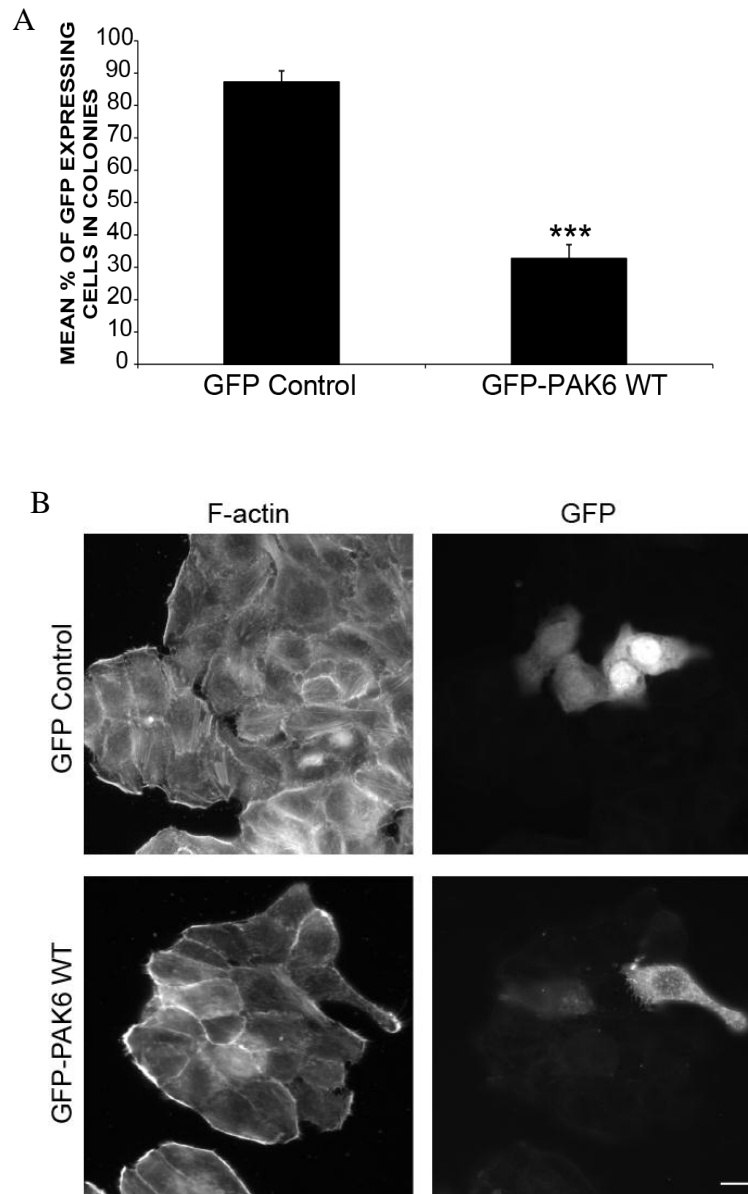 A
MEAN % OF GFP EXPRESSING
CELLS IN COLONIES
100
90
80
70
60
50
40
30
20
10
0
***
GFP Control
GFP-PAK6 WT
B
F-actin
GFP
GFP Control
GFP-PAK6 WT